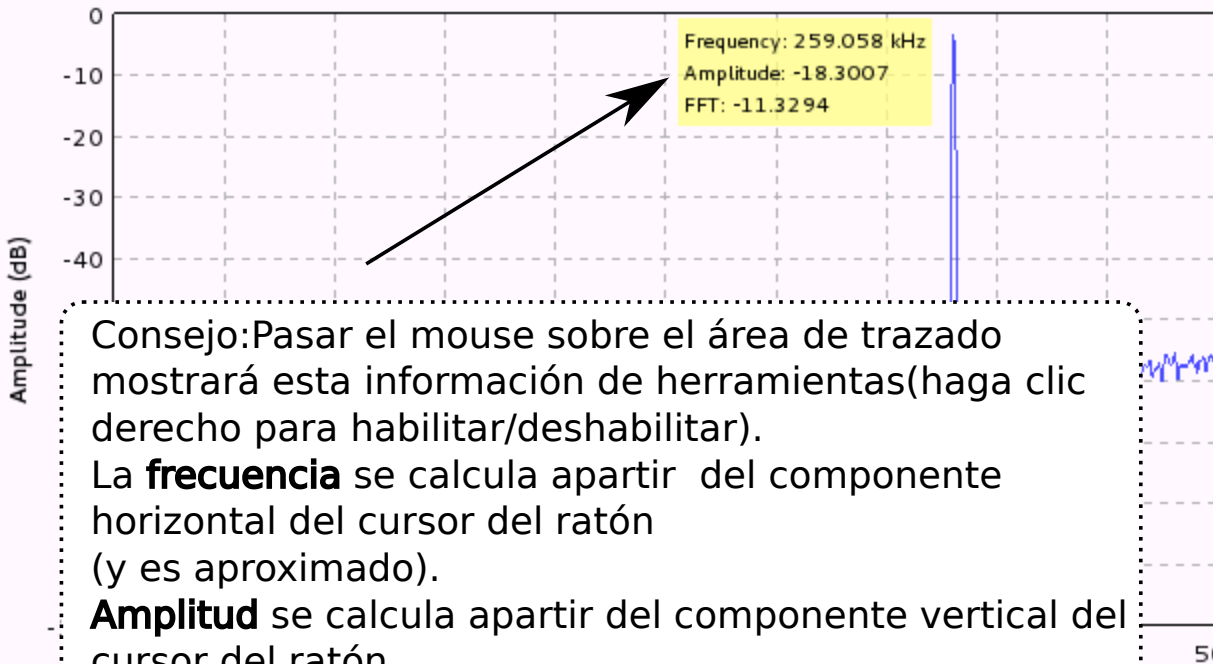 0
-10
-20
-30
-40
Amplitude (dB)
Frequency: 259.058 kHz
Amplitude: -18.3007
FFT: -11.3294
Consejo:Pasar el mouse sobre el área de trazado
mostrará esta información de herramientas(haga clic
derecho para habilitar/deshabilitar).
La frecuencia se calcula apartir del componente
horizontal del cursor del ratón
(y es aproximado).
Amplitud se calcula apartir del componente vertical del
cursor del ratón